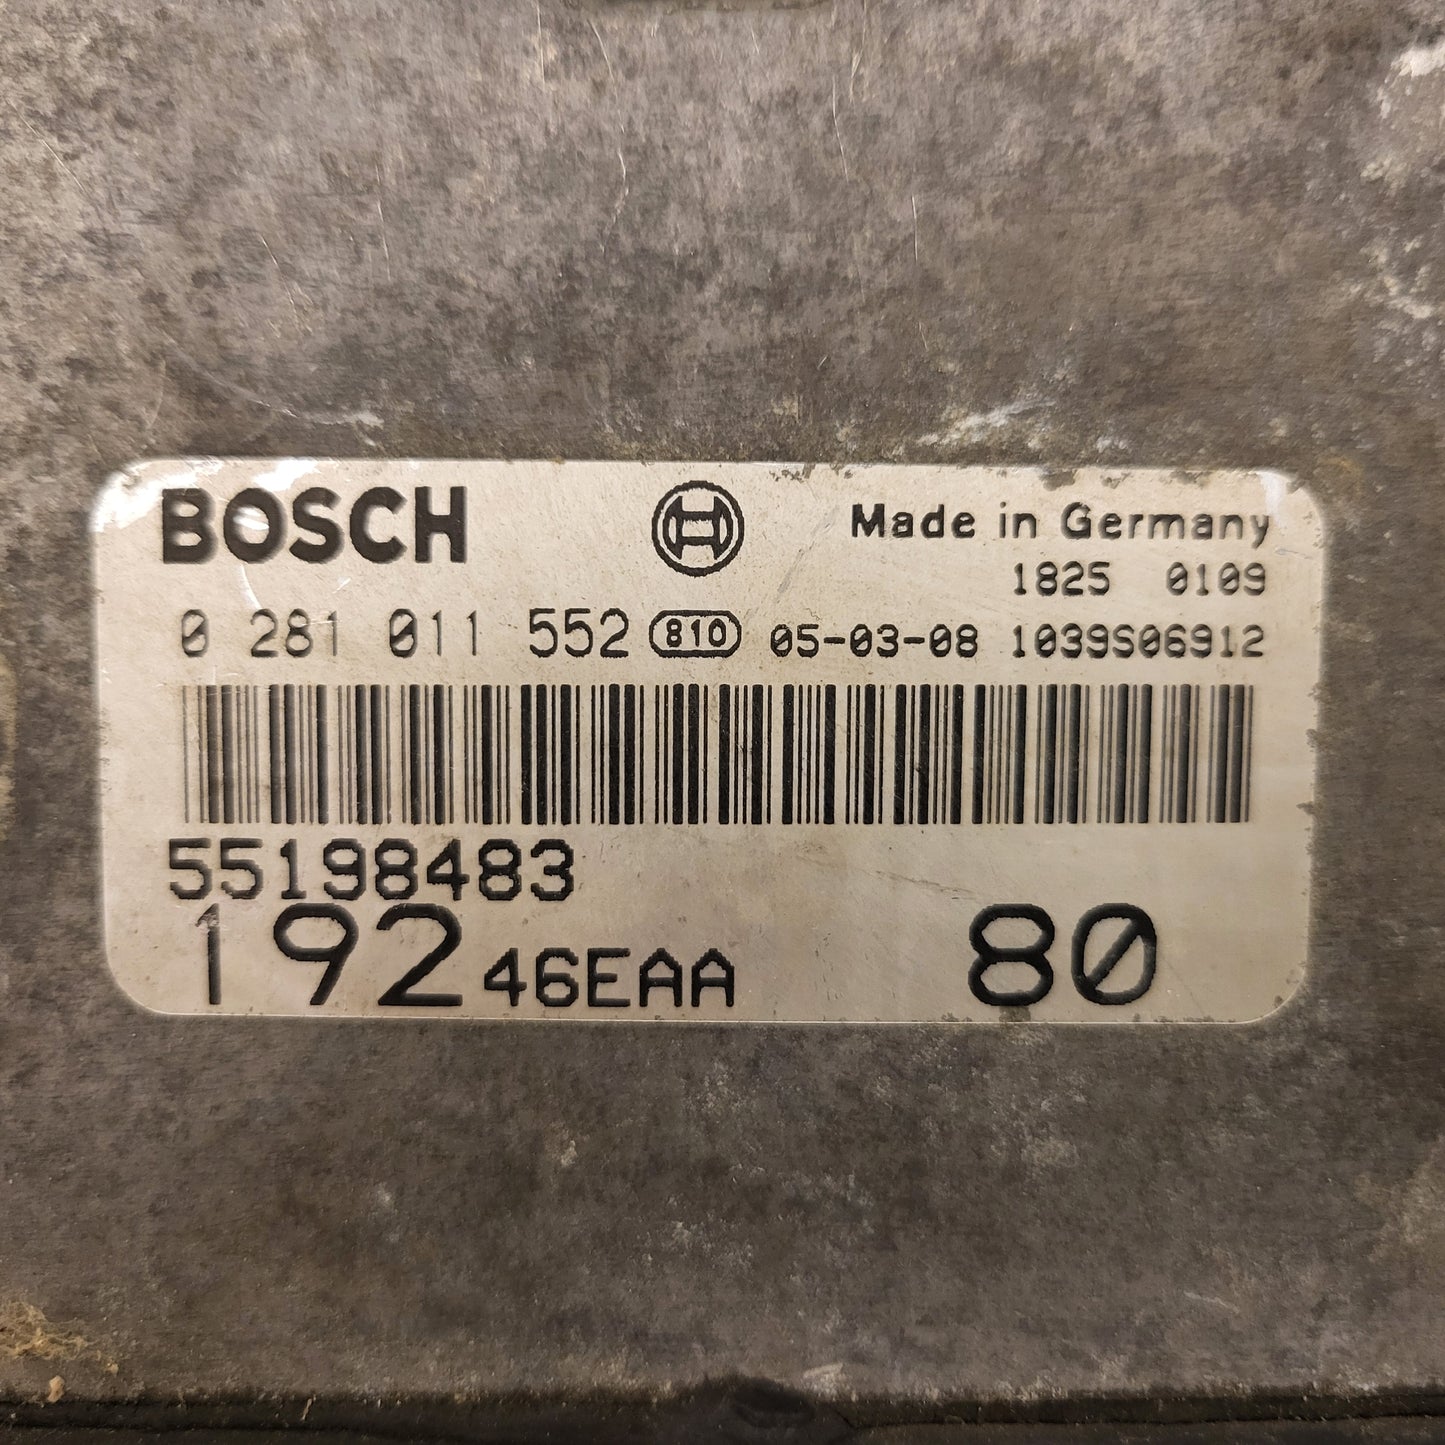 BOSCH Made in Germany
1825 0109
0 281 011 552 810 05-03-08 1039S06912
55198483
192 46EAA 80